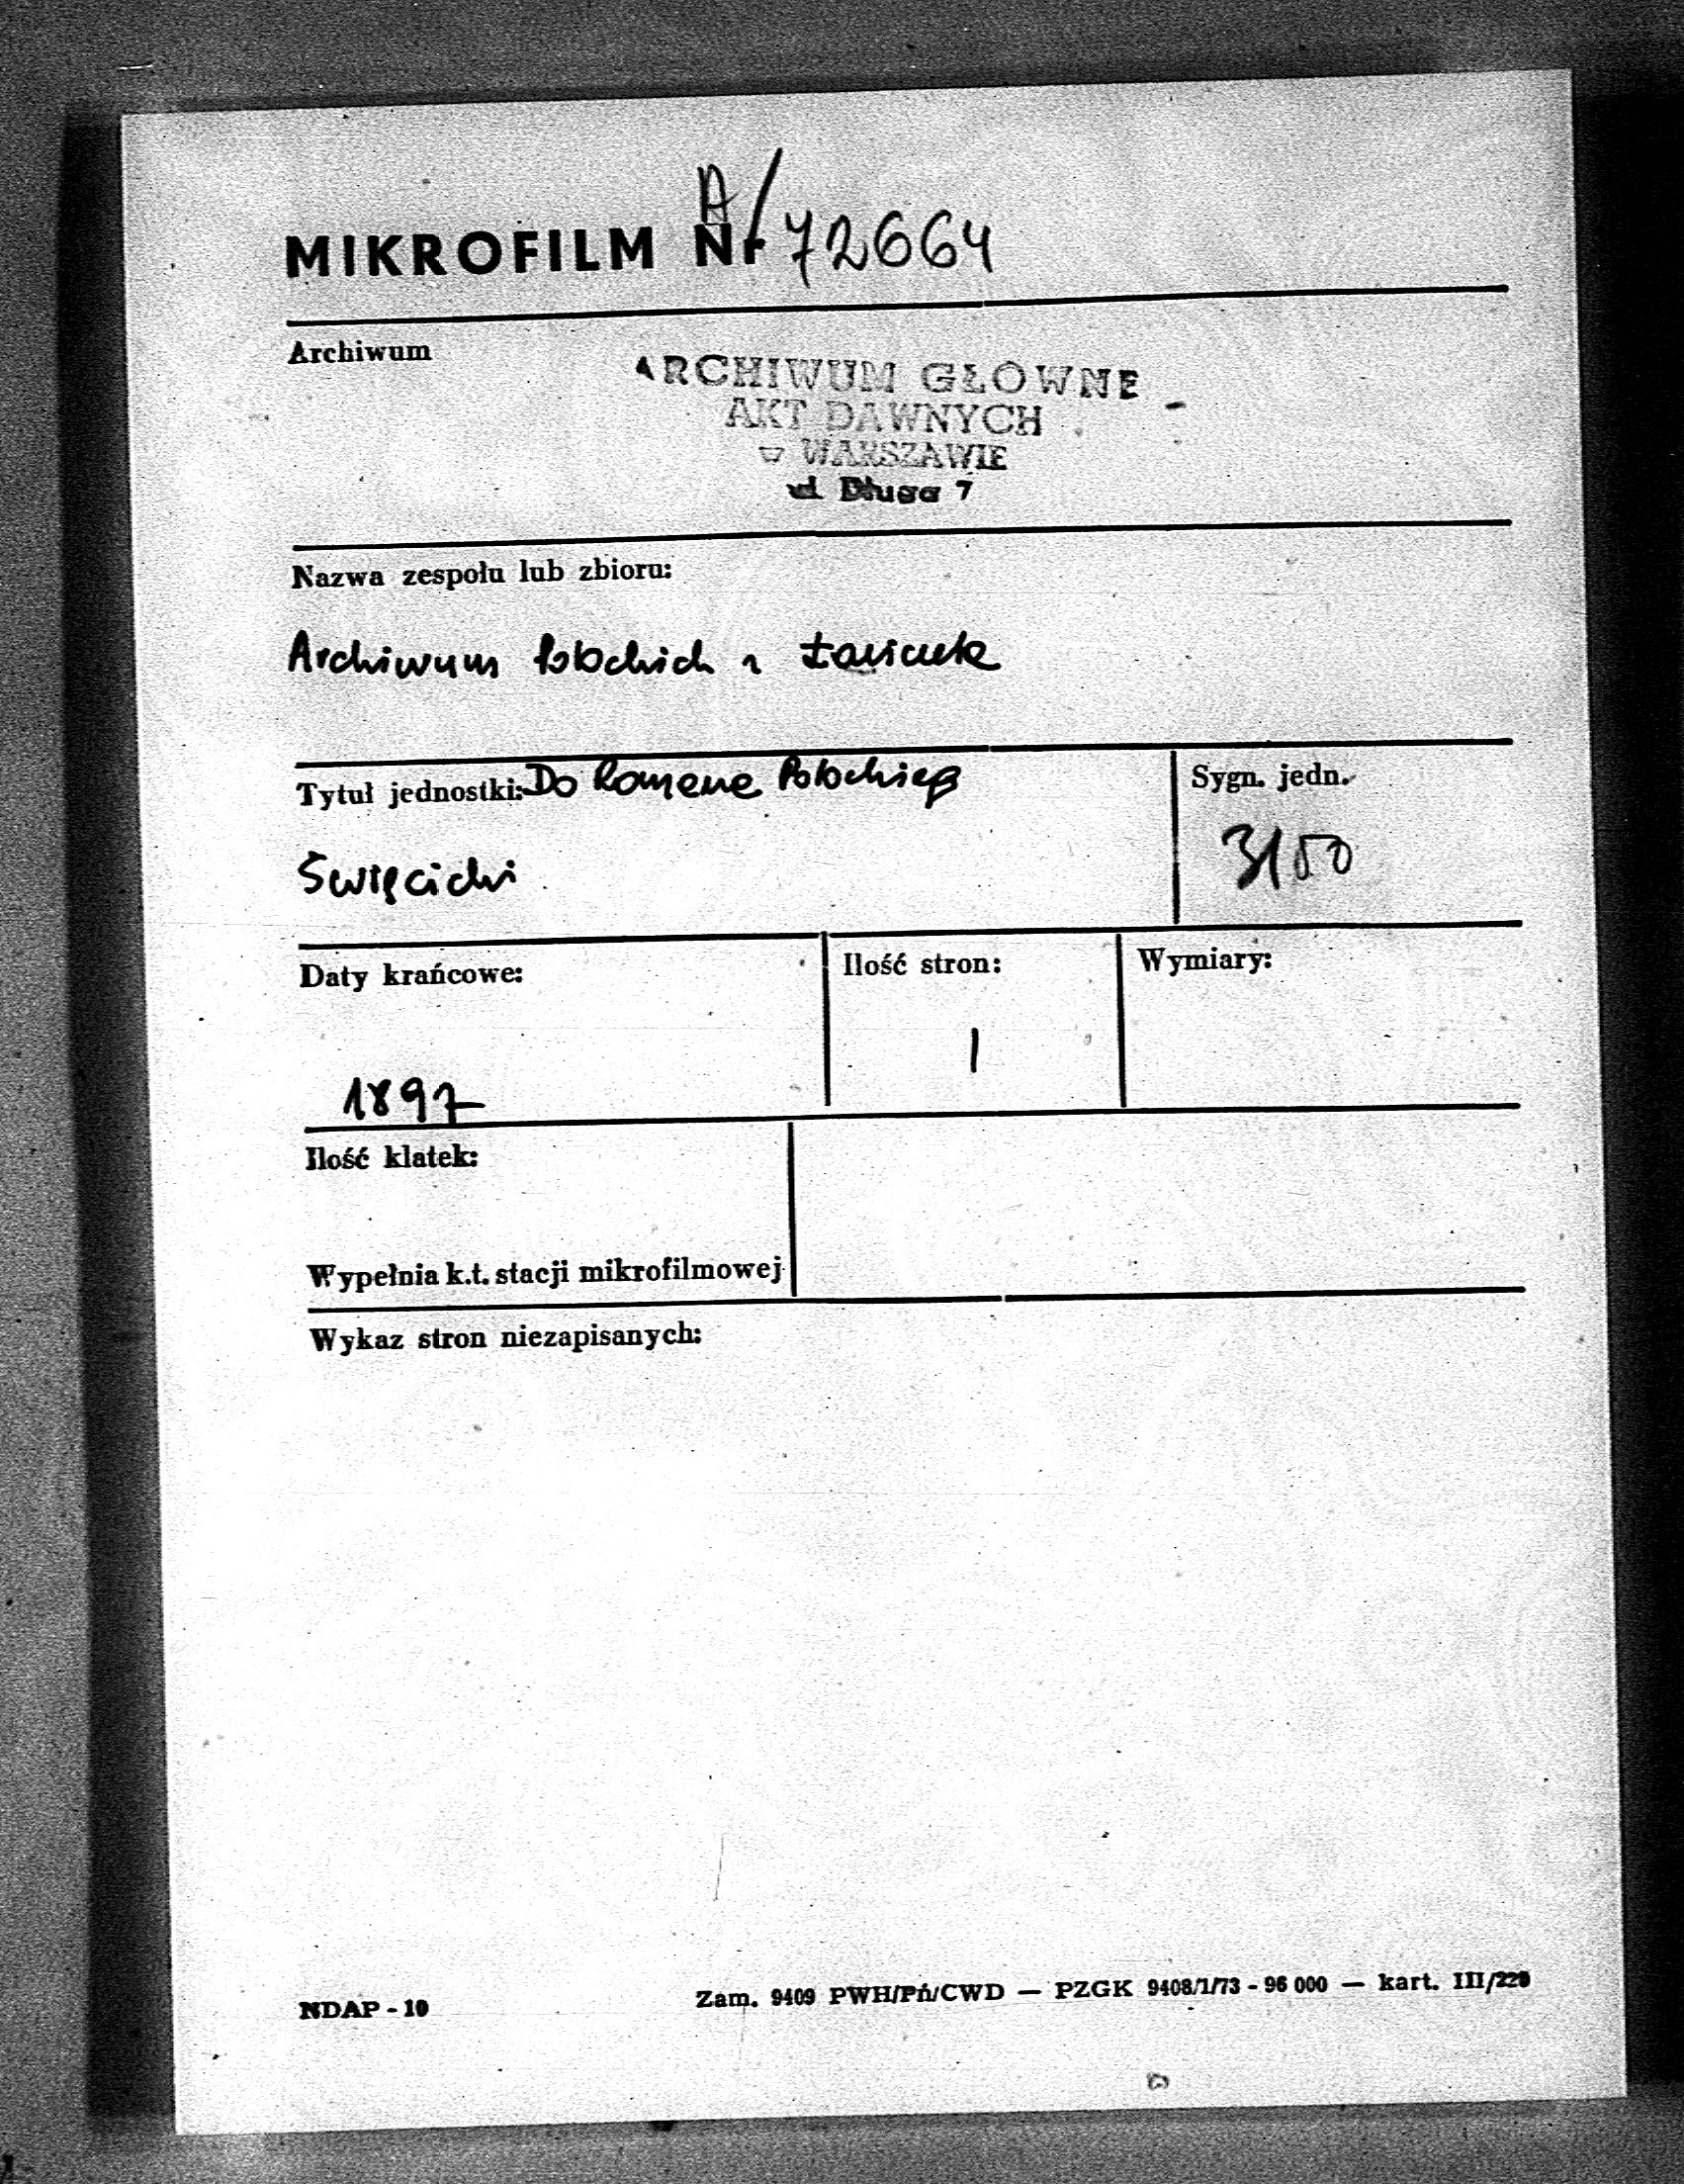 MIKROFILM Nr A/72664
Archiwum
ARCHIWUM GŁÓWNE
AKT DAWNYCH
w WARSZAWIE
ul. Długa 7
Nazwa zespołu lub zbioru:
Archiwum Potockich z Łańcuta
Tytuł jednostki: Do Romana Potockiego
Święcicki
Sygn. jedn.
3150
Daty krańcowe:
1897
Ilość stron:
1
Wymiary:
Ilość klatek:
Wypełnia k.t. stacji mikrofilmowej
Wykaz stron niezapisanych:
NDAP - 10
Zam. 9409 PWH/Pń/CWD — PZGK 9408/1/73 - 96 000 — kart. III/220